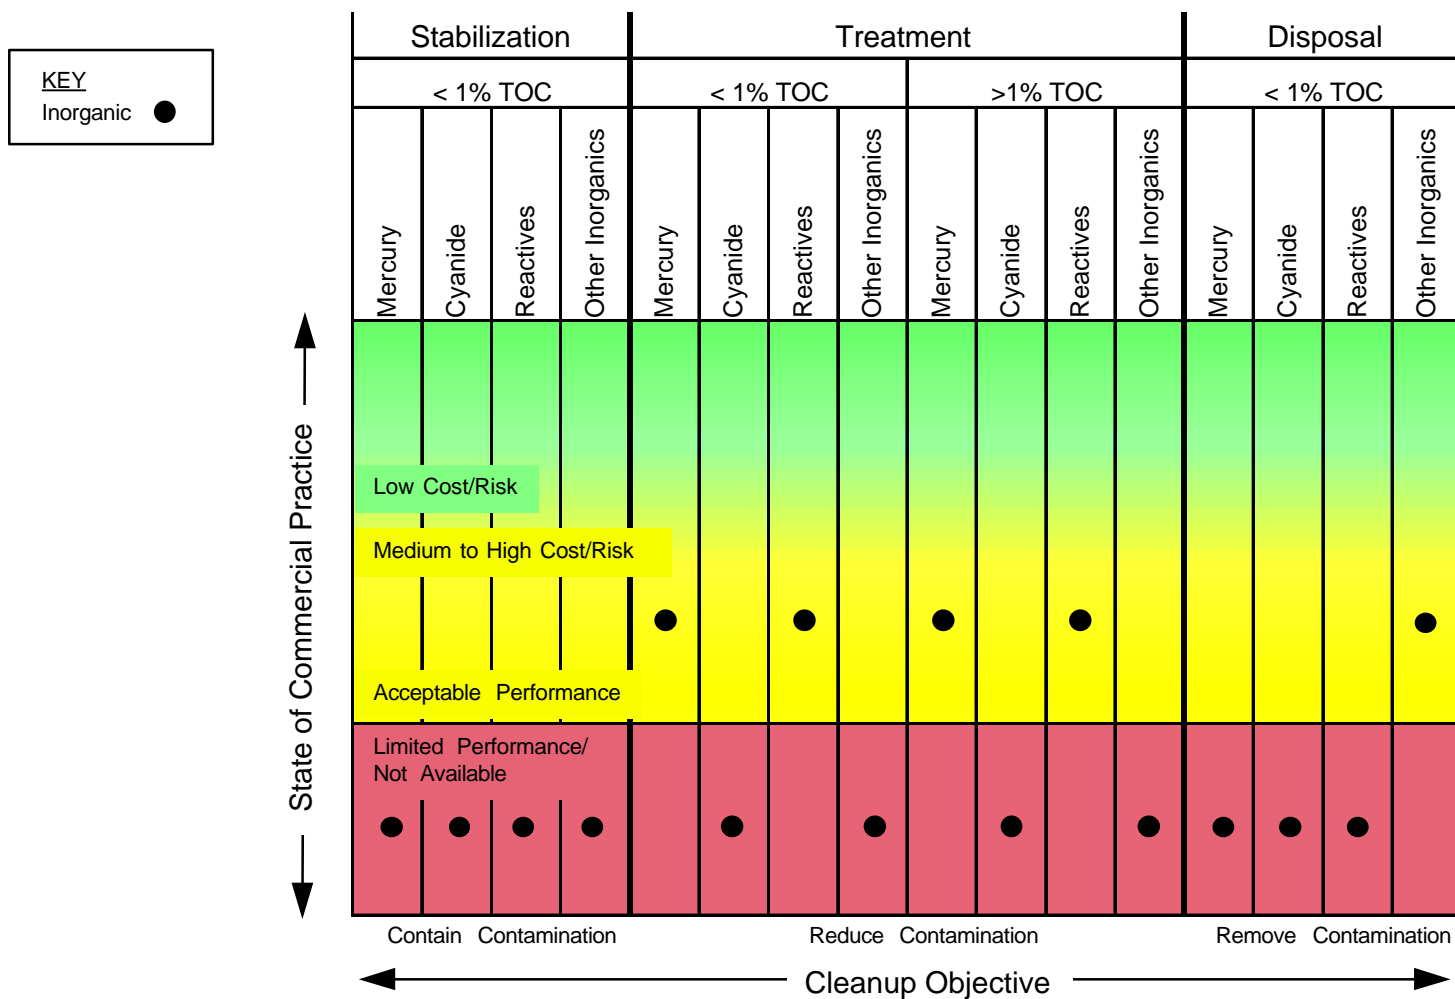 KEY
Inorganic
Stabilization
Treatment
Disposal
< 1% TOC
< 1% TOC
>1% TOC
< 1% TOC
Mercury
Cyanide
Reactives
Other Inorganics
Mercury
Cyanide
Reactives
Other Inorganics
Mercury
Cyanide
Reactives
Other Inorganics
Mercury
Cyanide
Reactives
Other Inorganics
State of Commercial Practice
Low Cost/Risk
Medium to High Cost/Risk
Acceptable Performance
Limited Performance/
Not Available
Contain Contamination
Reduce Contamination
Remove Contamination
Cleanup Objective